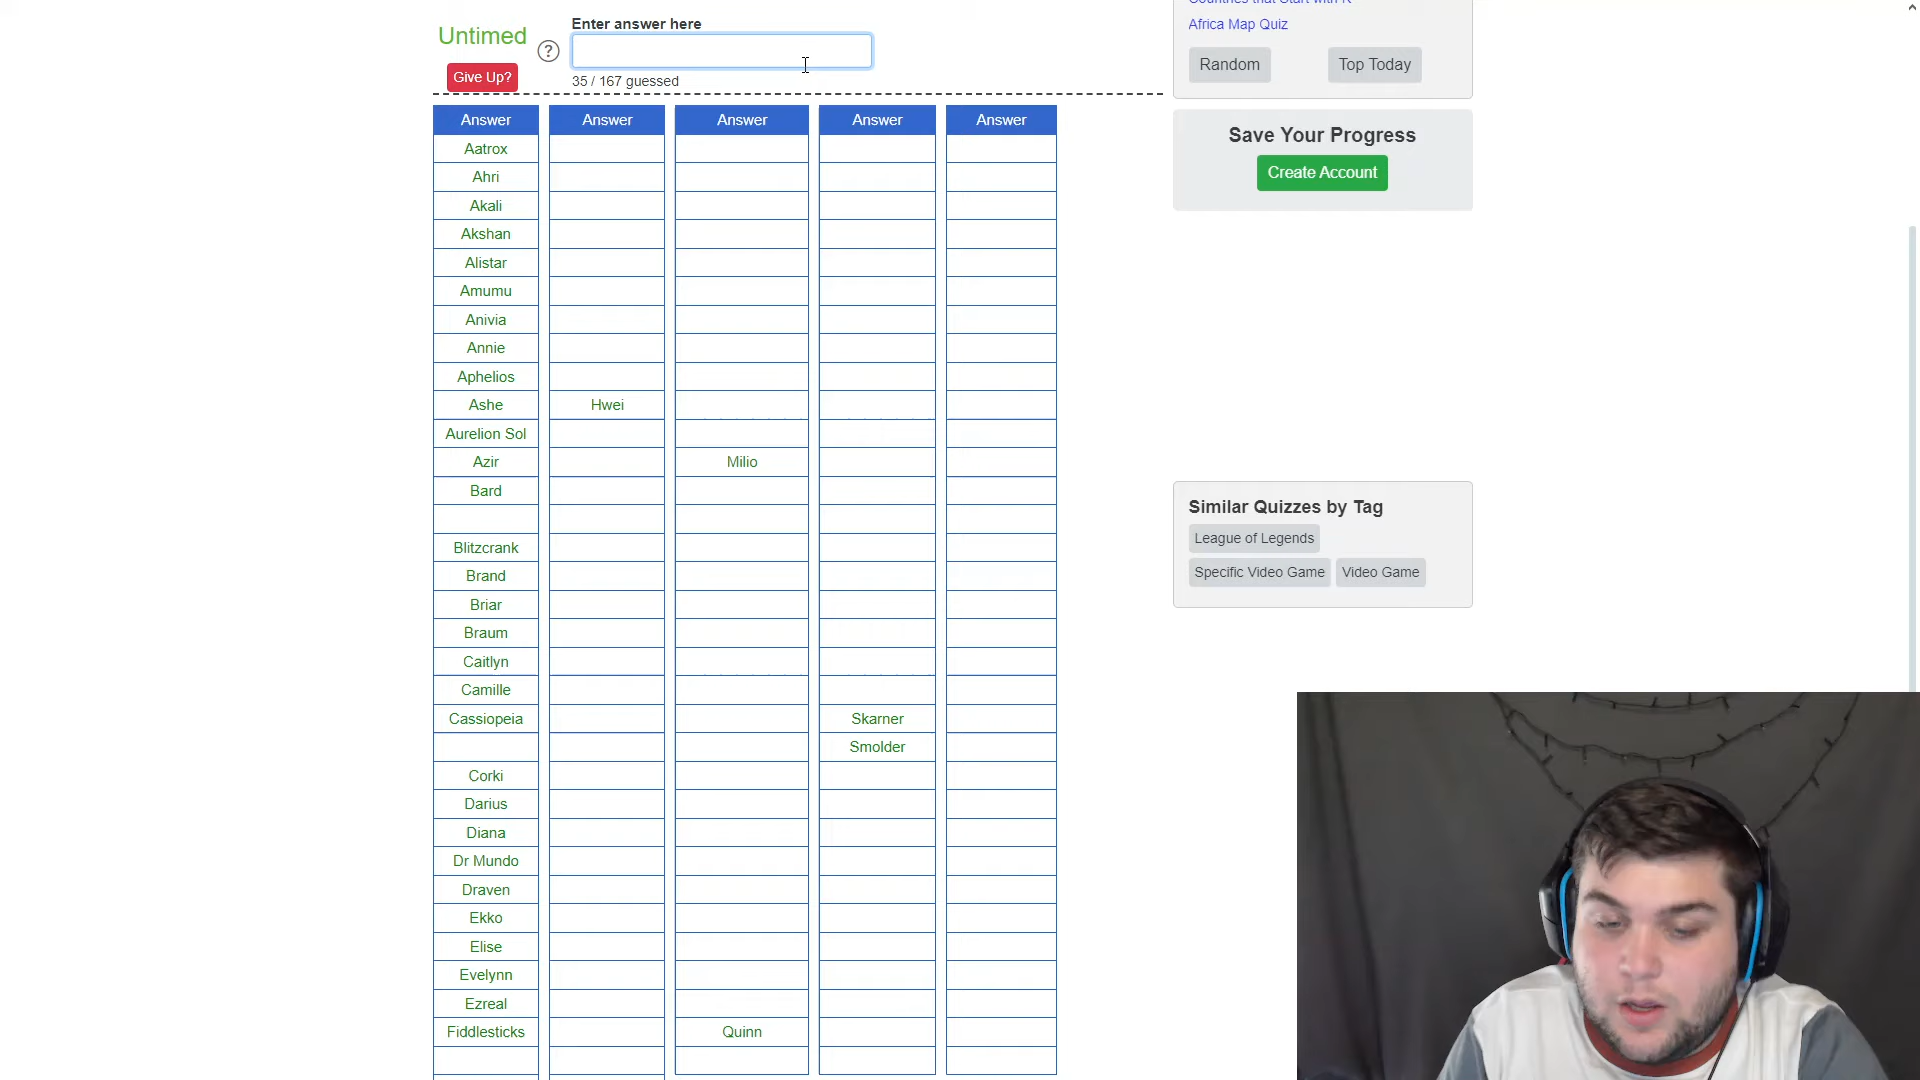 Untimed
Give Up?
?
Enter answer here
35 / 167 guessed
Answer Answer Answer Answer Answer
Aatrox
Ahri
Akali
Akshan
Alistar
Amumu
Anivia
Annie
Aphelios
Ashe Hwei
Aurelion Sol
Azir Milio
Bard
Blitzcrank
Brand
Briar
Braum
Caitlyn
Camille
Cassiopeia Skarner
Smolder
Corki
Darius
Diana
Dr Mundo
Draven
Ekko
Elise
Evelynn
Ezreal
Fiddlesticks Quinn
Countries that Start with K
Africa Map Quiz
Random Top Today
Save Your Progress
Create Account
Similar Quizzes by Tag
League of Legends
Specific Video Game Video Game